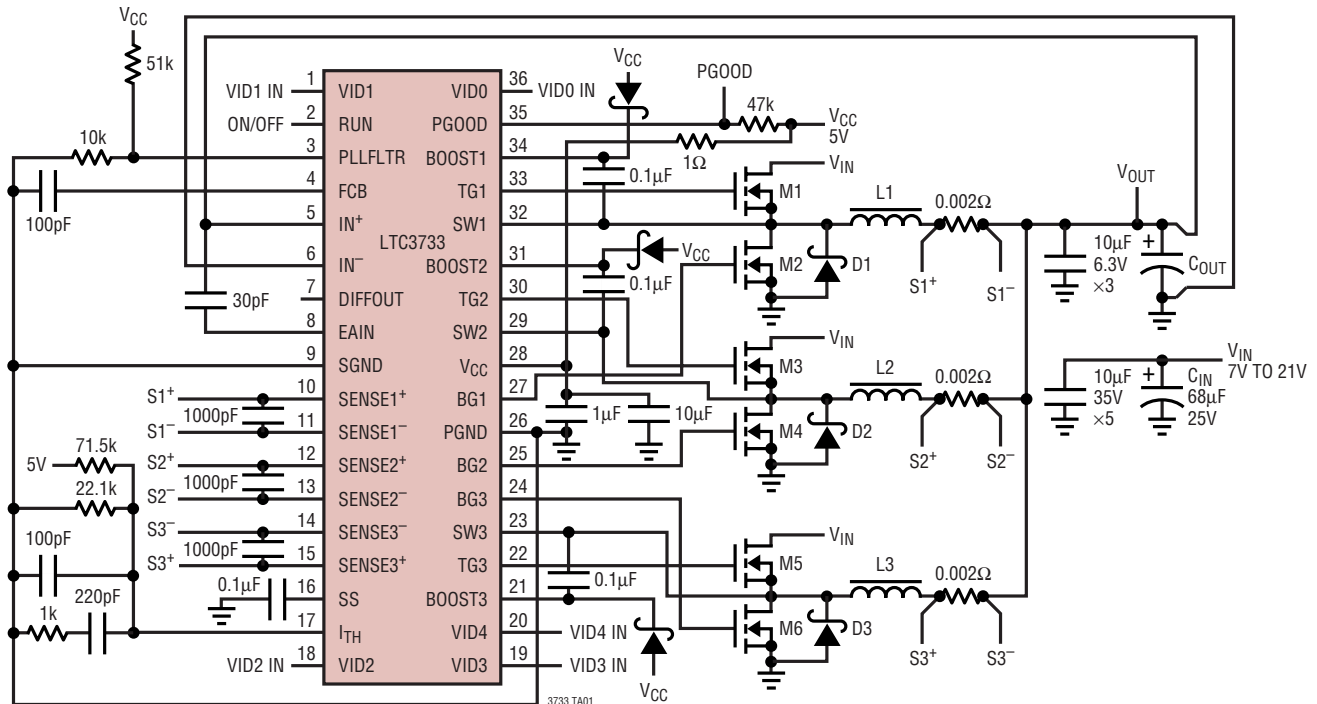 VCC
51k
10k
100pF
30pF
VID1 IN
ON/OFF
1
2
3
4
5
6
7
8
9
10
11
12
13
14
15
16
17
18
VID1
RUN
PLLFLTR
FCB
IN+
IN−
DIFFOUT
EAIN
SGND
SENSE1+
SENSE1−
SENSE2+
SENSE2−
SENSE3−
SENSE3+
SS
ITH
VID2
LTC3733
VID0
PGOOD
BOOST1
TG1
SW1
BOOST2
TG2
SW2
VCC
BG1
PGND
BG2
BG3
SW3
TG3
BOOST3
VID4
VID3
36
35
34
33
32
31
30
29
28
27
26
25
24
23
22
21
20
19
VID0 IN
VCC
PGOOD
47k
VCC
5V
1Ω
0.1µF
VIN
M1
L1
0.002Ω
VOUT
VCC
0.1µF
M2
D1
S1+
S1−
10µF
6.3V
×3
+
COUT
VIN
M3
L2
0.002Ω
1µF
10µF
M4
D2
S2+
S2−
10µF
35V
×5
+
CIN
68µF
25V
VIN
7V TO 21V
VIN
M5
L3
0.002Ω
0.1µF
M6
D3
S3+
S3−
VID4 IN
VID3 IN
VCC
S1+
1000pF
S1−
71.5k
5V
S2+
1000pF
S2−
22.1k
S3−
1000pF
S3+
100pF
0.1µF
1k
220pF
VID2 IN
3733 TA01